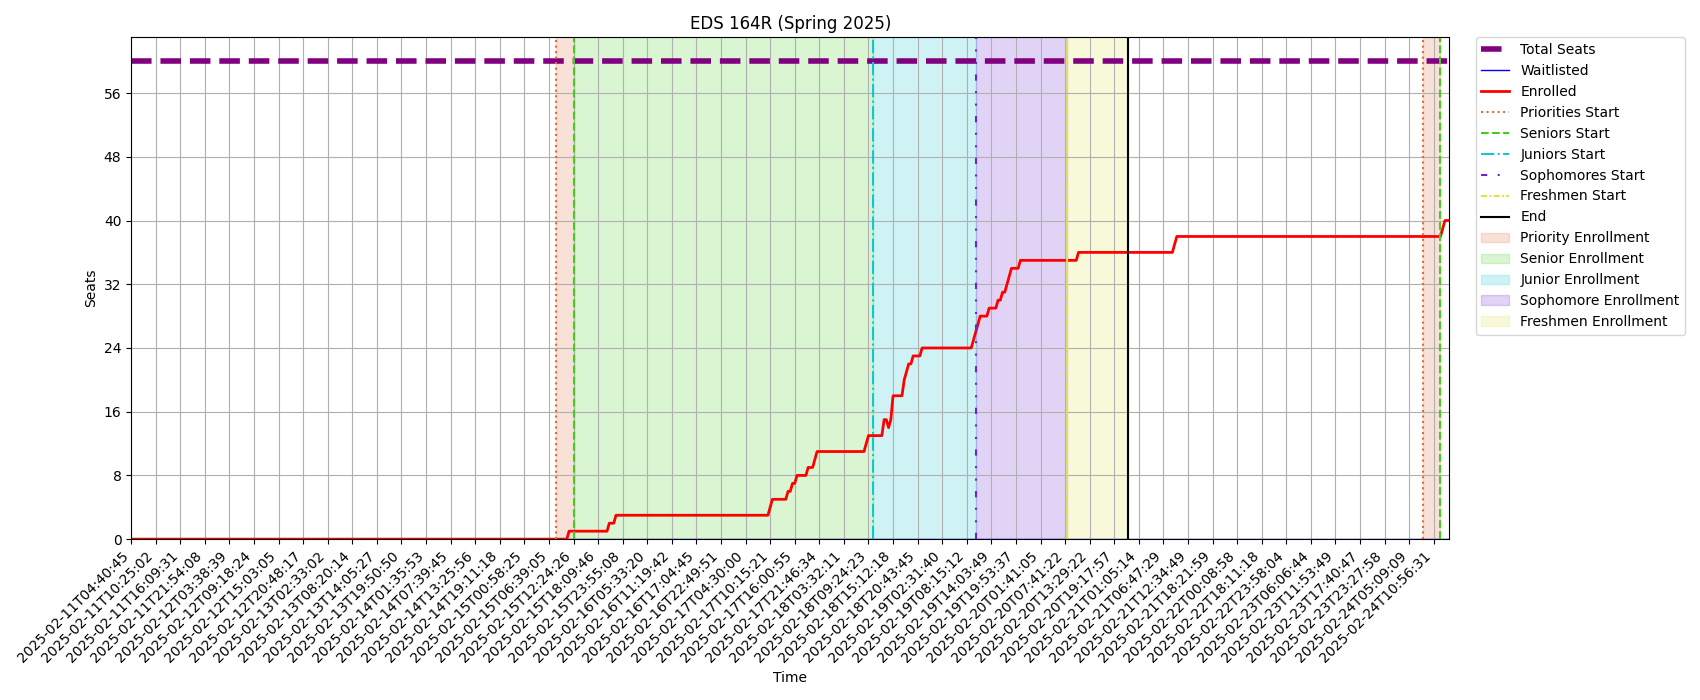 EDS 164R (Spring 2025)
Total Seats
Waitlisted
Enrolled
Priorities Start
Seniors Start
Juniors Start
Sophomores Start
Freshmen Start
End
Priority Enrollment
Senior Enrollment
Junior Enrollment
Sophomore Enrollment
Freshmen Enrollment
Seats
56
48
40
32
24
16
8
0
2025-02-11T04:40:45
2025-02-11T10:25:02
2025-02-11T16:09:31
2025-02-11T21:54:08
2025-02-12T03:38:39
2025-02-12T09:18:24
2025-02-12T15:03:05
2025-02-12T20:48:17
2025-02-13T02:33:02
2025-02-13T08:20:14
2025-02-13T14:05:27
2025-02-13T19:50:50
2025-02-14T01:35:53
2025-02-14T07:39:45
2025-02-14T13:25:56
2025-02-14T19:11:18
2025-02-15T00:58:25
2025-02-15T06:39:05
2025-02-15T12:24:26
2025-02-15T18:09:46
2025-02-15T23:55:08
2025-02-16T05:33:20
2025-02-16T11:19:42
2025-02-16T17:04:45
2025-02-16T22:49:51
2025-02-17T04:30:00
2025-02-17T10:15:21
2025-02-17T16:00:55
2025-02-17T21:46:34
2025-02-18T03:32:11
2025-02-18T09:24:23
2025-02-18T15:12:18
2025-02-18T20:43:45
2025-02-19T02:31:40
2025-02-19T08:15:12
2025-02-19T14:03:49
2025-02-19T19:53:37
2025-02-20T01:41:05
2025-02-20T07:41:22
2025-02-20T13:29:22
2025-02-20T19:17:57
2025-02-21T01:05:14
2025-02-21T06:47:29
2025-02-21T12:34:49
2025-02-21T18:21:59
2025-02-22T00:08:58
2025-02-22T18:11:18
2025-02-22T23:58:04
2025-02-23T06:06:44
2025-02-23T11:53:49
2025-02-23T17:40:47
2025-02-23T23:27:58
2025-02-24T05:09:09
2025-02-24T10:56:31
Time